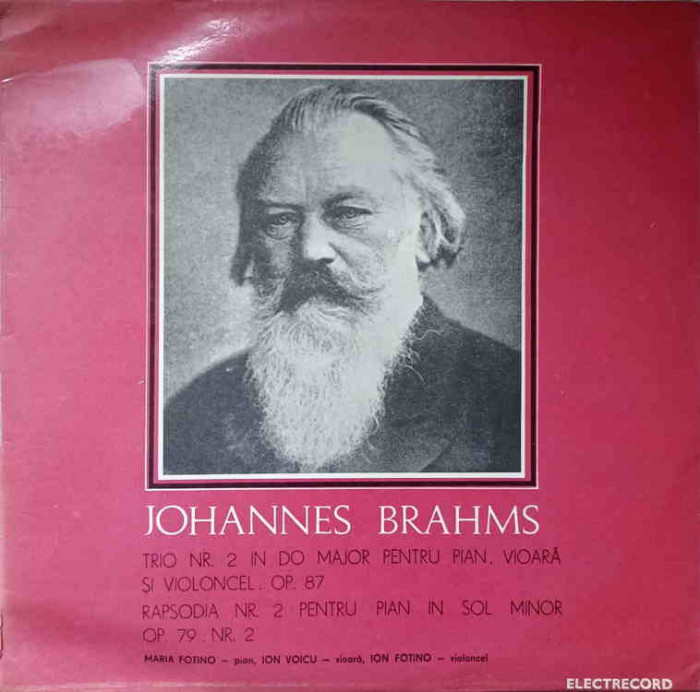 JOHANNES BRAHMS
TRIO NR. 2 IN DO MAJOR PENTRU PIAN, VIOARĂ
ȘI VIOLONCEL, OP. 87
RAPSODIA NR. 2 PENTRU PIAN IN SOL MINOR
OP. 79 NR. 2
MARIA FOTINO – pian, ION VOICU – vioară, ION FOTINO – violoncel
ELECTRECORD